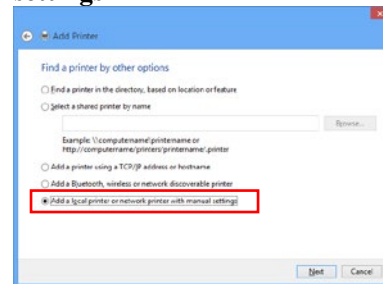 settings
Add Printer
Find a printer by other options
Find a printer in the directory, based on location or feature
Select a shared printer by name
Browse...
Example: \\computername\printername or
http://computername/printers/printername/.printer
Add a printer using a TCP/IP address or hostname
Add a Bluetooth, wireless or network discoverable printer
Add a local printer or network printer with manual settings
Next Cancel